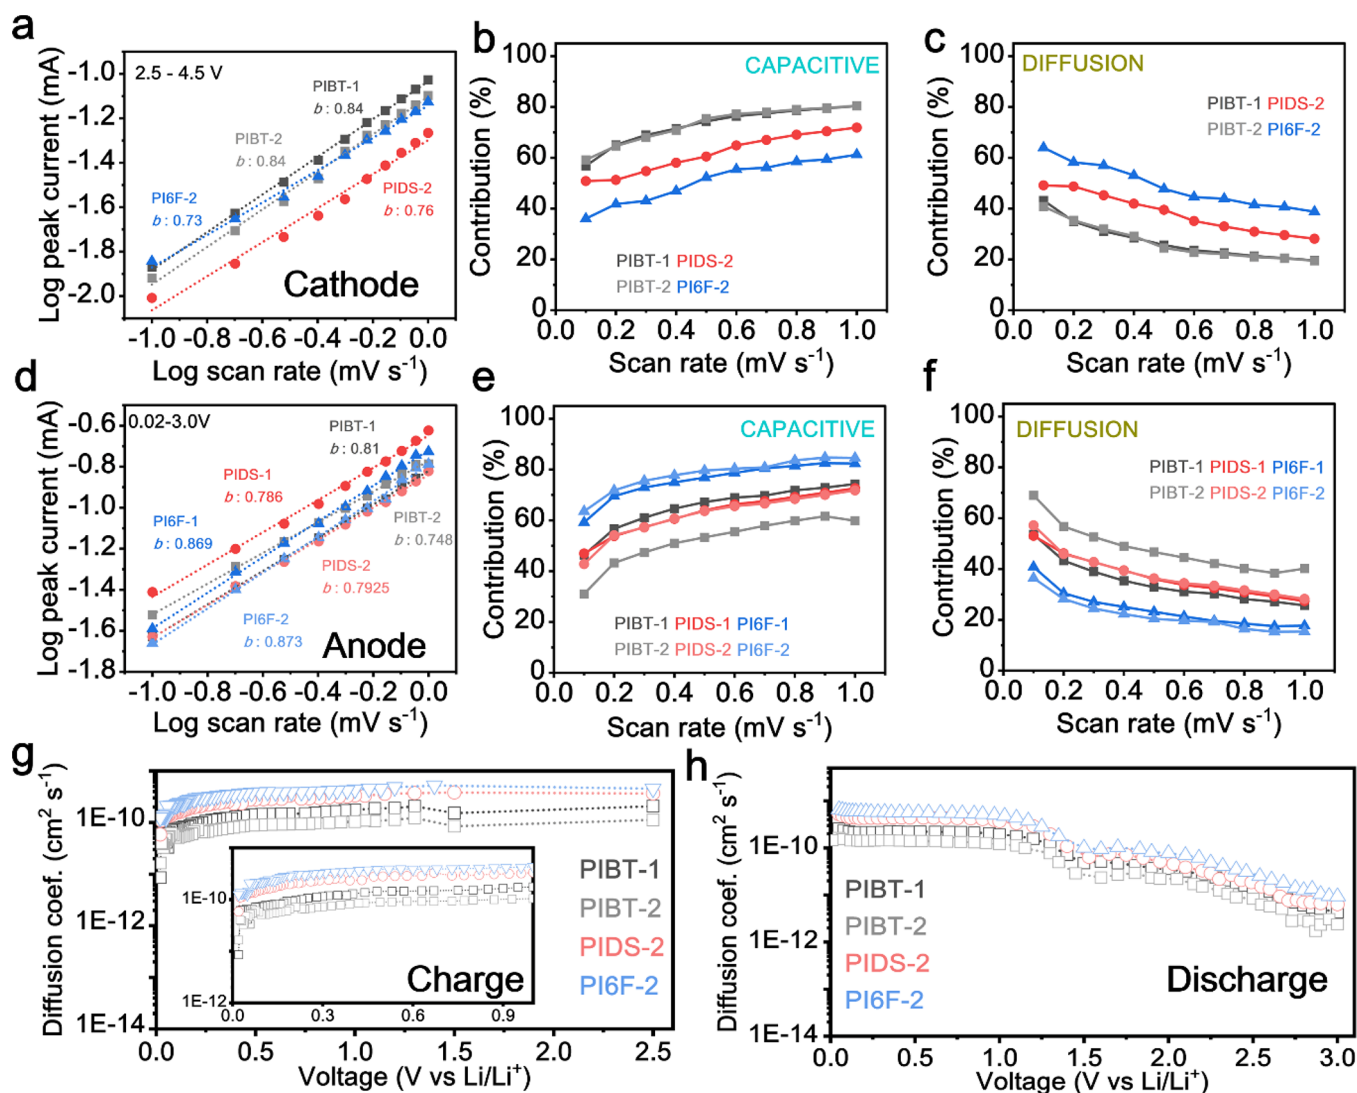 a
Log peak current (mA)
-1.0
-1.2
-1.4
-1.6
-1.8
-2.0
2.5 - 4.5 V
PIBT-1
b : 0.84
PIBT-2
b : 0.84
PI6F-2
b : 0.73
PIDS-2
b : 0.76
Cathode
-1.0 -0.8 -0.6 -0.4 -0.2 0.0
Log scan rate (mV s⁻¹)
b
Contribution (%)
100
80
60
40
20
0
CAPACITIVE
PIBT-1 PIDS-2
PIBT-2 PI6F-2
0.0 0.2 0.4 0.6 0.8 1.0
Scan rate (mV s⁻¹)
c
Contribution (%)
100
80
60
40
20
0
DIFFUSION
PIBT-1 PIDS-2
PIBT-2 PI6F-2
0.0 0.2 0.4 0.6 0.8 1.0
Scan rate (mV s⁻¹)
d
Log peak current (mA)
-0.6
-0.8
-1.0
-1.2
-1.4
-1.6
-1.8
0.02-3.0V
PIBT-1
b : 0.81
PIDS-1
b : 0.786
PI6F-1
b : 0.869
PIBT-2
b : 0.748
PIDS-2
b : 0.7925
PI6F-2
b : 0.873
Anode
-1.0 -0.8 -0.6 -0.4 -0.2 0.0
Log scan rate (mV s⁻¹)
e
Contribution (%)
100
80
60
40
20
0
CAPACITIVE
PIBT-1 PIDS-1 PI6F-1
PIBT-2 PIDS-2 PI6F-2
0.0 0.2 0.4 0.6 0.8 1.0
Scan rate (mV s⁻¹)
f
Contribution (%)
100
80
60
40
20
0
DIFFUSION
PIBT-1 PIDS-1 PI6F-1
PIBT-2 PIDS-2 PI6F-2
0.0 0.2 0.4 0.6 0.8 1.0
Scan rate (mV s⁻¹)
g
Diffusion coef. (cm² s⁻¹)
1E-10
1E-12
1E-14
1E-10
1E-12
0.0 0.3 0.6 0.9
Charge
PIBT-1
PIBT-2
PIDS-2
PI6F-2
0.0 0.5 1.0 1.5 2.0 2.5
Voltage (V vs Li/Li⁺)
h
Diffusion coef. (cm² s⁻¹)
1E-10
1E-12
1E-14
PIBT-1
PIBT-2
PIDS-2
PI6F-2
Discharge
0.0 0.5 1.0 1.5 2.0 2.5 3.0
Voltage (V vs Li/Li⁺)